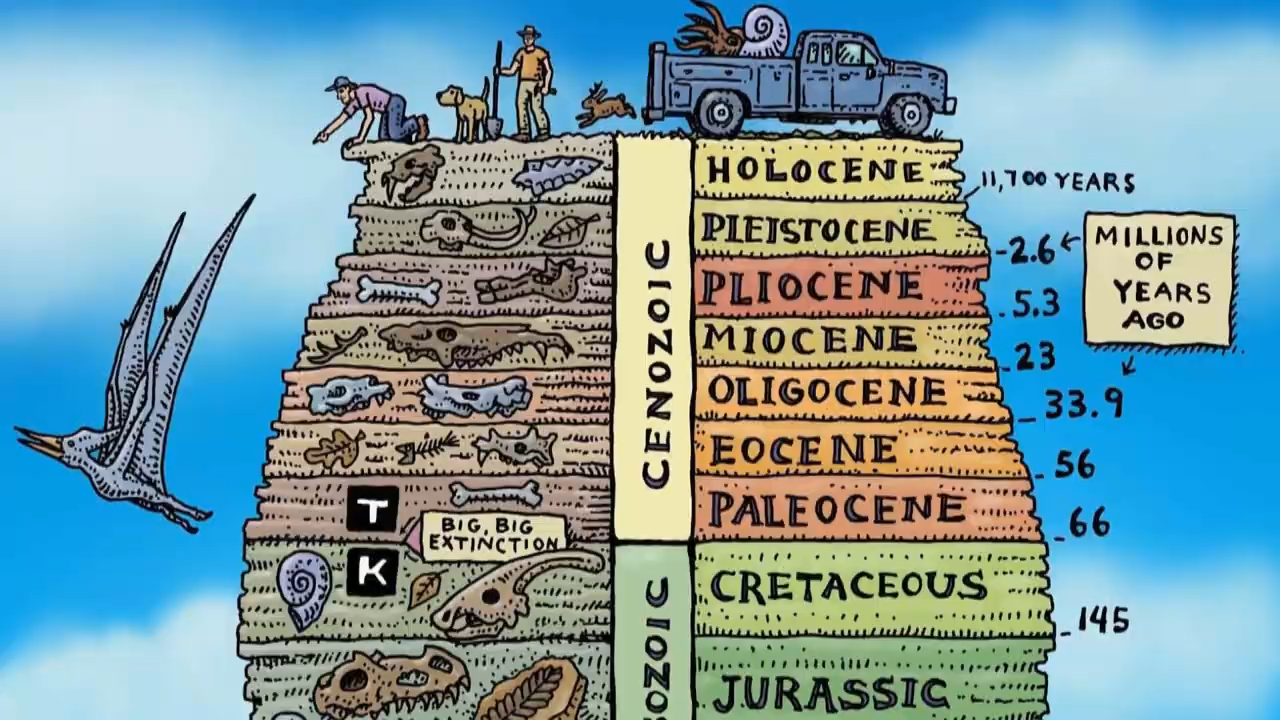 HOLOCENE
11,700 YEARS
PLEISTOCENE
-2.6
MILLIONS
OF
YEARS
AGO
PLIOCENE
5.3
MIOCENE
23
OLIGOCENE
33.9
EOCENE
56
PALEOCENE
66
CENOZOIC
T
BIG, BIG
EXTINCTION
K
CRETACEOUS
145
JURASSIC
OZOIC